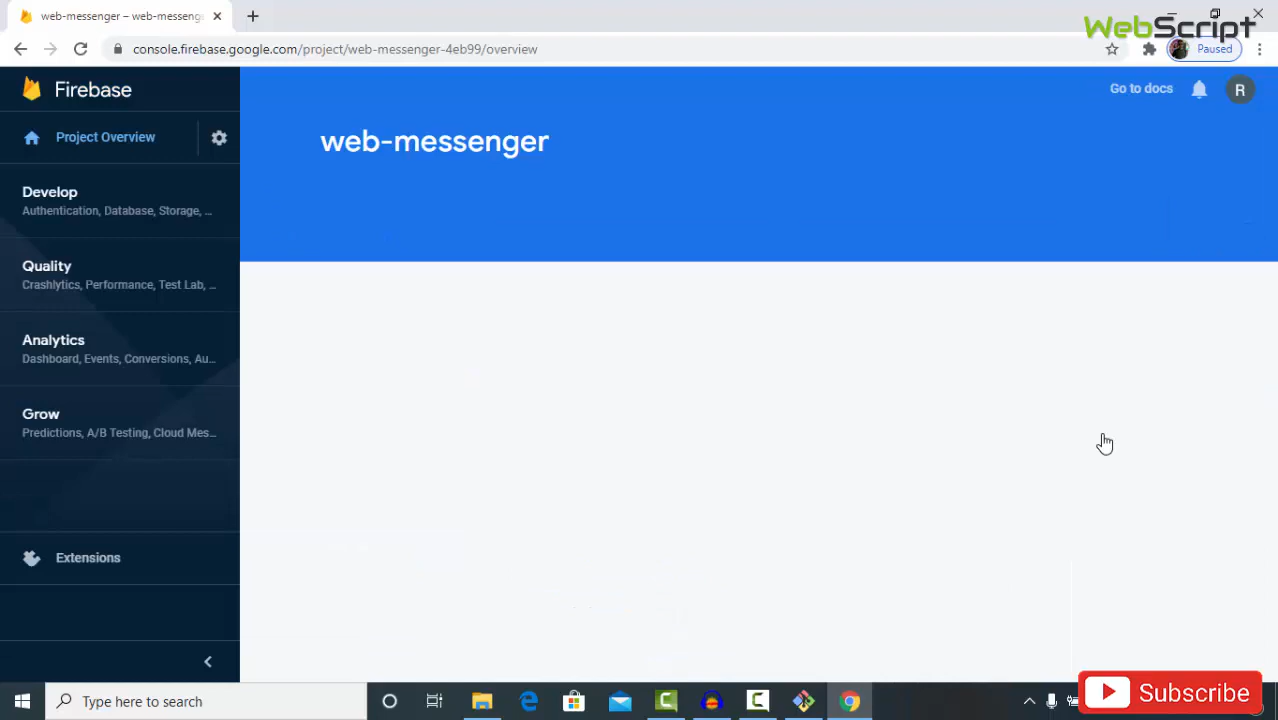 web-messenger – web-messeng
WebScript
console.firebase.google.com/project/web-messenger-4eb99/overview
Paused
Firebase
Go to docs
R
Project Overview
web-messenger
Develop
Authentication, Database, Storage, ...
Quality
Crashlytics, Performance, Test Lab, ...
Analytics
Dashboard, Events, Conversions, Au...
Grow
Predictions, A/B Testing, Cloud Mes...
Extensions
Type here to search
Subscribe